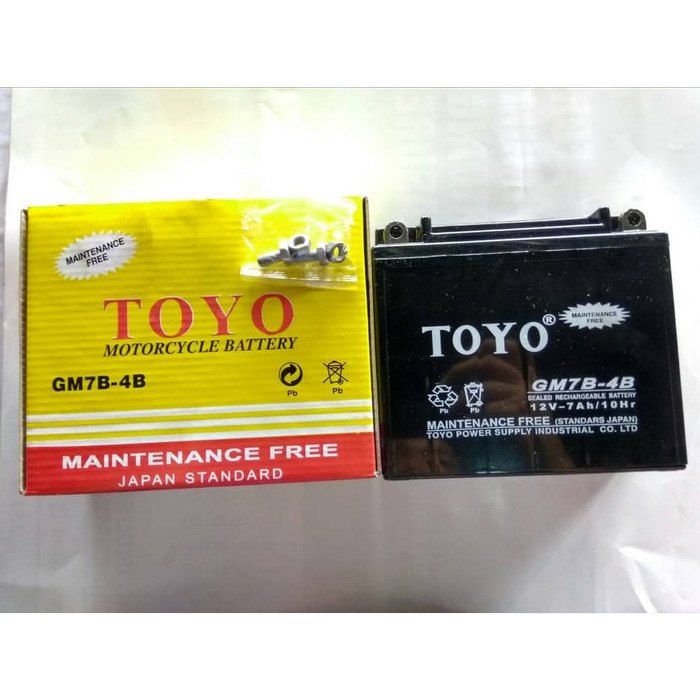 MAINTENANCE
FREE
TOYO
MOTORCYCLE BATTERY
GM7B-4B
Pb
Pb
MAINTENANCE FREE
JAPAN STANDARD
TOYO®
MAINTENANCE
FREE
GM7B-4B
SEALED RECHARGEABLE BATTERY
12V-7Ah/10Hr
Pb
Pb
MAINTENANCE FREE (STANDARS JAPAN)
TOYO POWER SUPPLY INDUSTRIAL CO. LTD